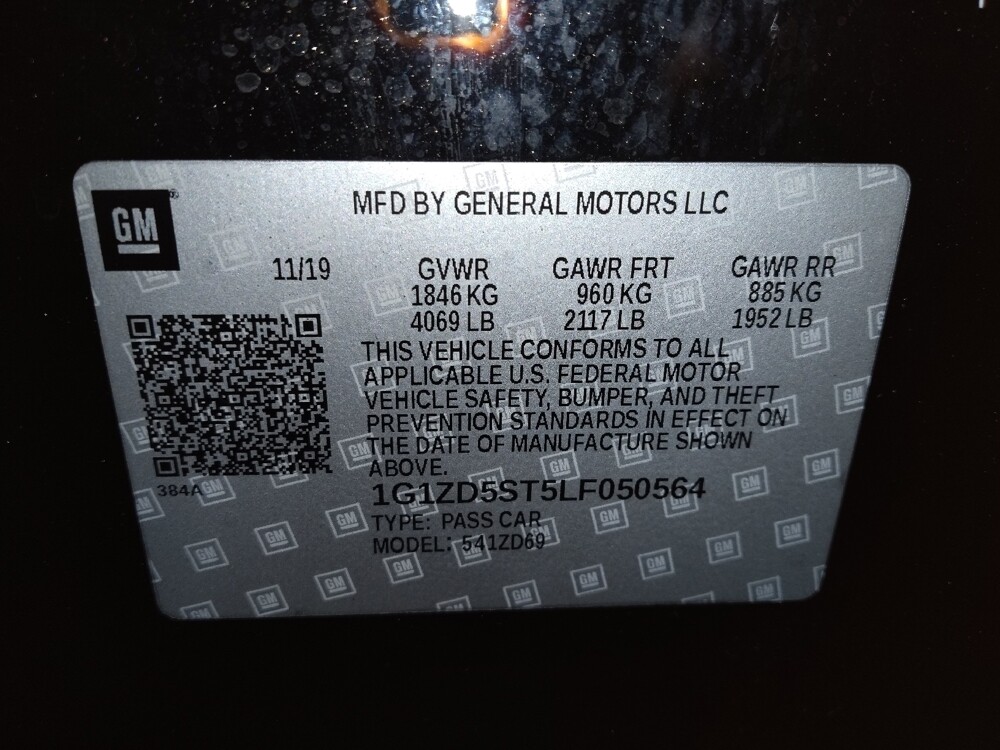 GM
MFD BY GENERAL MOTORS LLC
11/19 GVWR GAWR FRT GAWR RR
1846 KG 960 KG 885 KG
4069 LB 2117 LB 1952 LB
THIS VEHICLE CONFORMS TO ALL
APPLICABLE U.S. FEDERAL MOTOR
VEHICLE SAFETY, BUMPER, AND THEFT
PREVENTION STANDARDS IN EFFECT ON
THE DATE OF MANUFACTURE SHOWN
ABOVE.
384A
1G1ZD5ST5LF050564
TYPE: PASS CAR
MODEL: 541ZD69